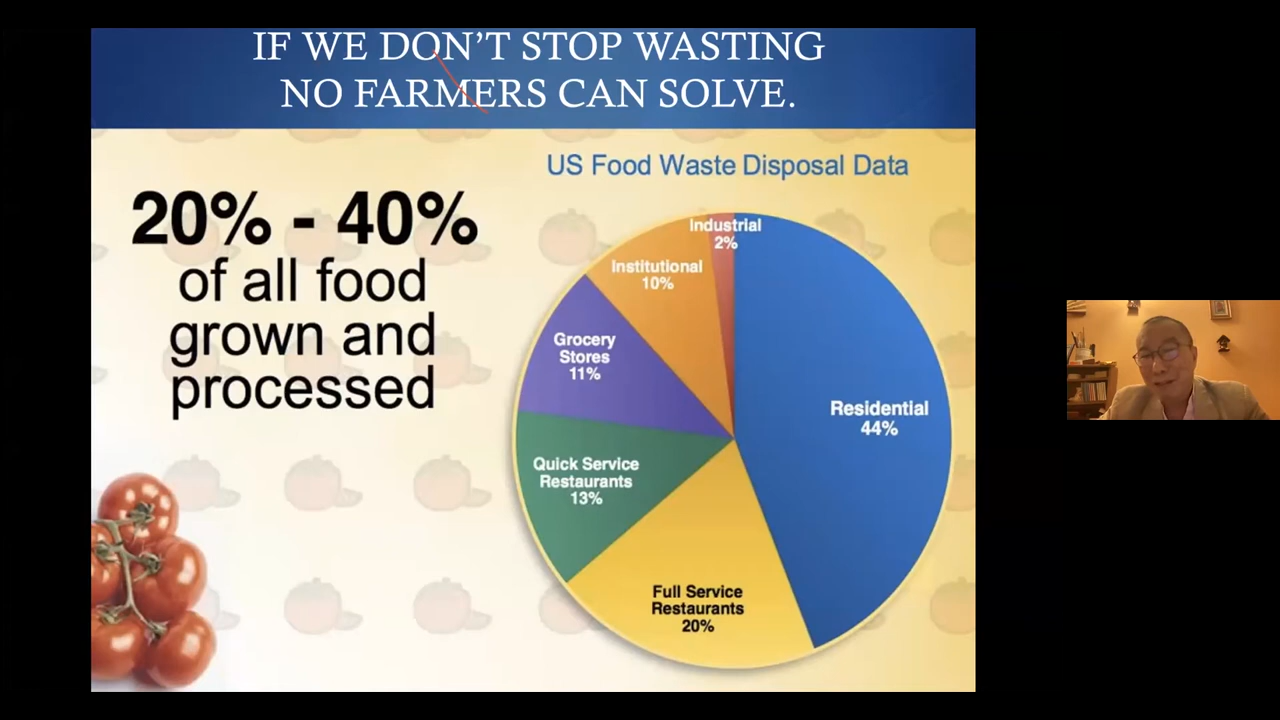 IF WE DON'T STOP WASTING
NO FARMERS CAN SOLVE.
20% - 40%
of all food
grown and
processed
US Food Waste Disposal Data
Industrial
2%
Institutional
10%
Grocery
Stores
11%
Quick Service
Restaurants
13%
Full Service
Restaurants
20%
Residential
44%